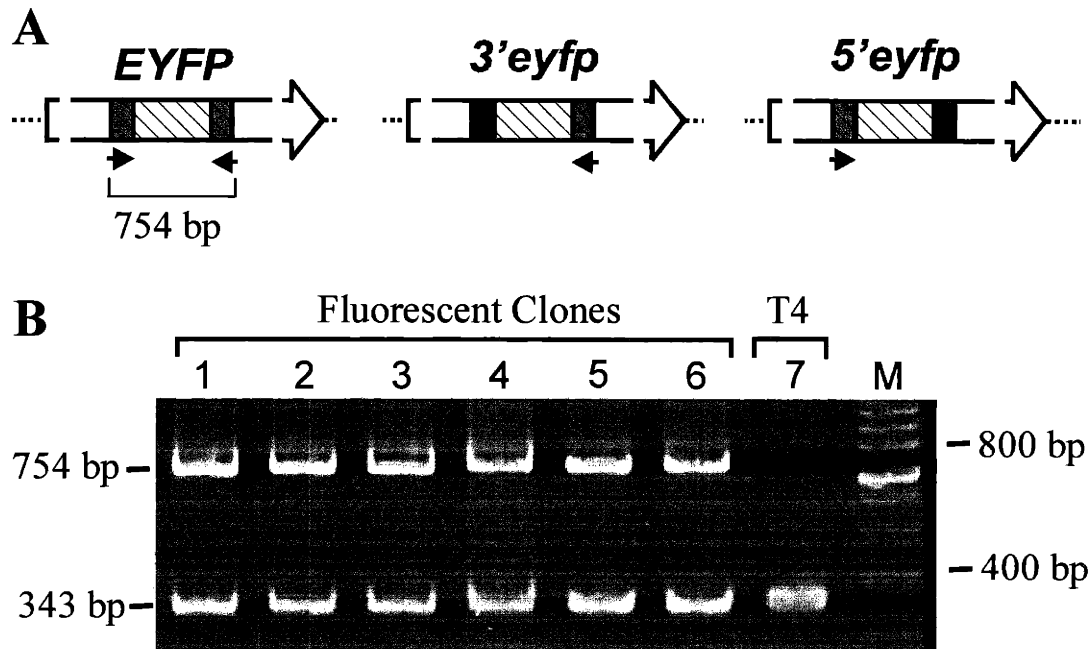 A
EYFP 3'eyfp 5'eyfp
754 bp
B
Fluorescent Clones T4
1 2 3 4 5 6 7 M
800 bp
754 bp
400 bp
343 bp